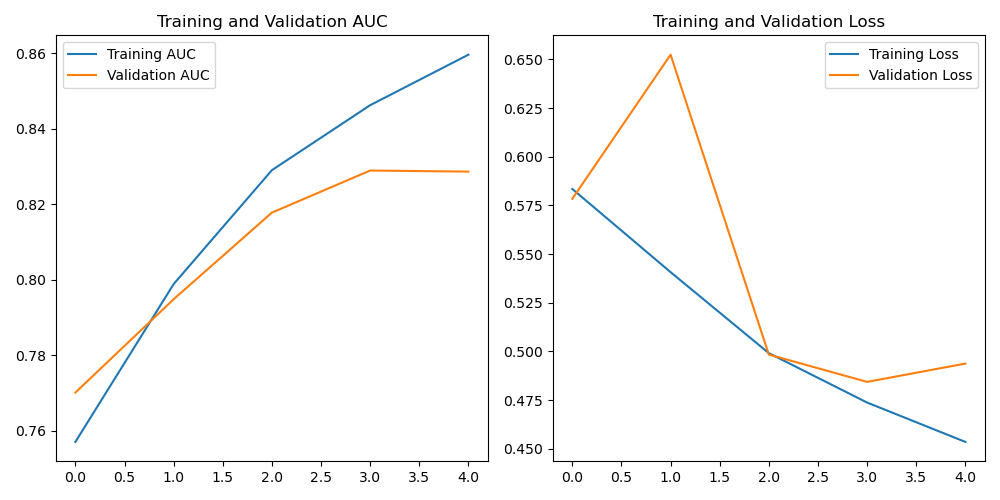 Training and Validation AUC
Training AUC
Validation AUC
0.86
0.84
0.82
0.80
0.78
0.76
0.0 0.5 1.0 1.5 2.0 2.5 3.0 3.5 4.0
Training and Validation Loss
Training Loss
Validation Loss
0.650
0.625
0.600
0.575
0.550
0.525
0.500
0.475
0.450
0.0 0.5 1.0 1.5 2.0 2.5 3.0 3.5 4.0